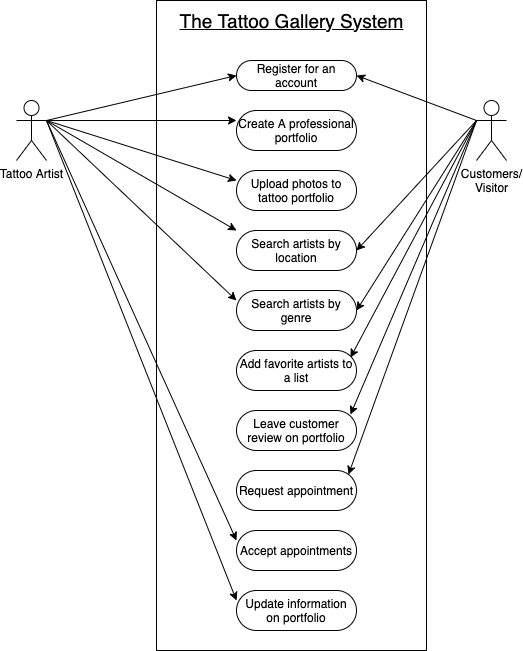 The Tattoo Gallery System
Register for an
account
Create A professional
portfolio
Tattoo Artist
Customers/
Visitor
Upload photos to
tattoo portfolio
Search artists by
location
Search artists by
genre
Add favorite artists to
a list
Leave customer
review on portfolio
Request appointment
Accept appointments
Update information
on portfolio